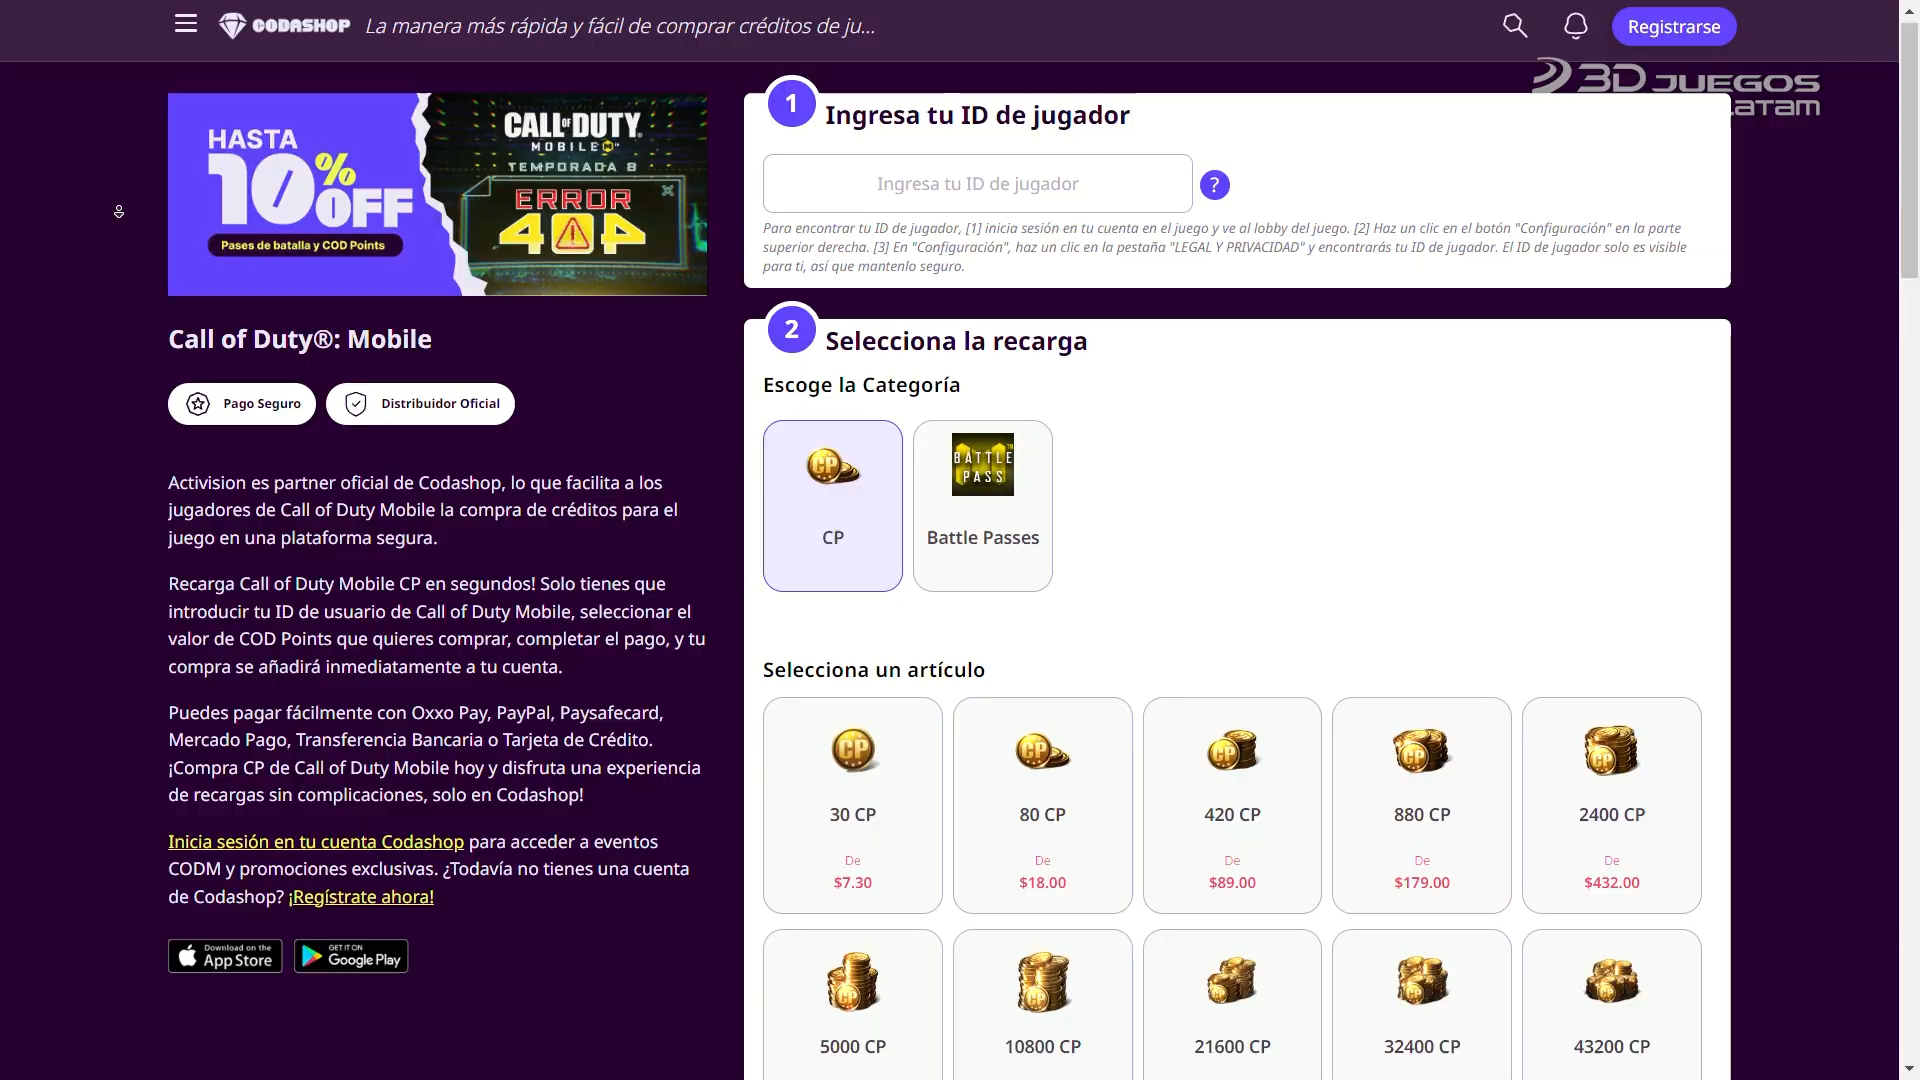 CODASHOP
La manera más rápida y fácil de comprar créditos de ju...
Registrarse
3DJUEGOS
LATAM
HASTA
10% OFF
Pases de batalla y COD Points
CALL OF DUTY
MOBILE
TEMPORADA 8
ERROR
404
Call of Duty®: Mobile
Pago Seguro
Distribuidor Oficial
Activision es partner oficial de Codashop, lo que facilita a los
jugadores de Call of Duty Mobile la compra de créditos para el
juego en una plataforma segura.
Recarga Call of Duty Mobile CP en segundos! Solo tienes que
introducir tu ID de usuario de Call of Duty Mobile, seleccionar el
valor de COD Points que quieres comprar, completar el pago, y tu
compra se añadirá inmediatamente a tu cuenta.
Puedes pagar fácilmente con Oxxo Pay, PayPal, Paysafecard,
Mercado Pago, Transferencia Bancaria o Tarjeta de Crédito.
¡Compra CP de Call of Duty Mobile hoy y disfruta una experiencia
de recargas sin complicaciones, solo en Codashop!
Inicia sesión en tu cuenta Codashop para acceder a eventos
CODM y promociones exclusivas. ¿Todavía no tienes una cuenta
de Codashop? ¡Regístrate ahora!
Download on the
App Store
GET IT ON
Google Play
1
Ingresa tu ID de jugador
Ingresa tu ID de jugador
?
Para encontrar tu ID de jugador, [1] inicia sesión en tu cuenta en el juego y ve al lobby del juego. [2] Haz un clic en el botón "Configuración" en la parte
superior derecha. [3] En "Configuración", haz un clic en la pestaña "LEGAL Y PRIVACIDAD" y encontrarás tu ID de jugador. El ID de jugador solo es visible
para ti, así que mantenlo seguro.
2
Selecciona la recarga
Escoge la Categoría
CP
CP
BATTLE
PASS
Battle Passes
Selecciona un artículo
CP CP CP CP CP
30 CP 80 CP 420 CP 880 CP 2400 CP
De De De De De
$7.30 $18.00 $89.00 $179.00 $432.00
CP CP CP CP CP
5000 CP 10800 CP 21600 CP 32400 CP 43200 CP